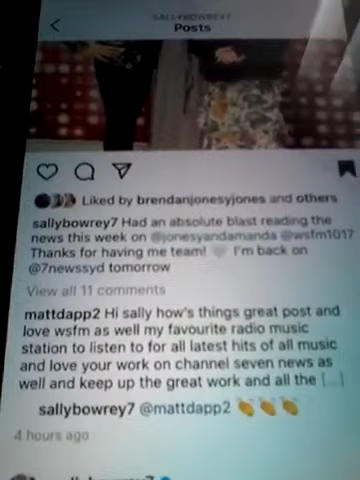 SALLYBOWREY7
Posts
Liked by brendanjonesyjones and others
sallybowrey7 Had an absolute blast reading the
news this week on @jonesyandamanda @wsfm1017
Thanks for having me team! 🤍 I'm back on
@7newssyd tomorrow
View all 11 comments
mattdapp2 Hi sally how's things great post and
love wsfm as well my favourite radio music
station to listen to for all latest hits of all music
and love your work on channel seven news as
well and keep up the great work and all the [...]
sallybowrey7 @mattdapp2 👏👏👏
4 hours ago